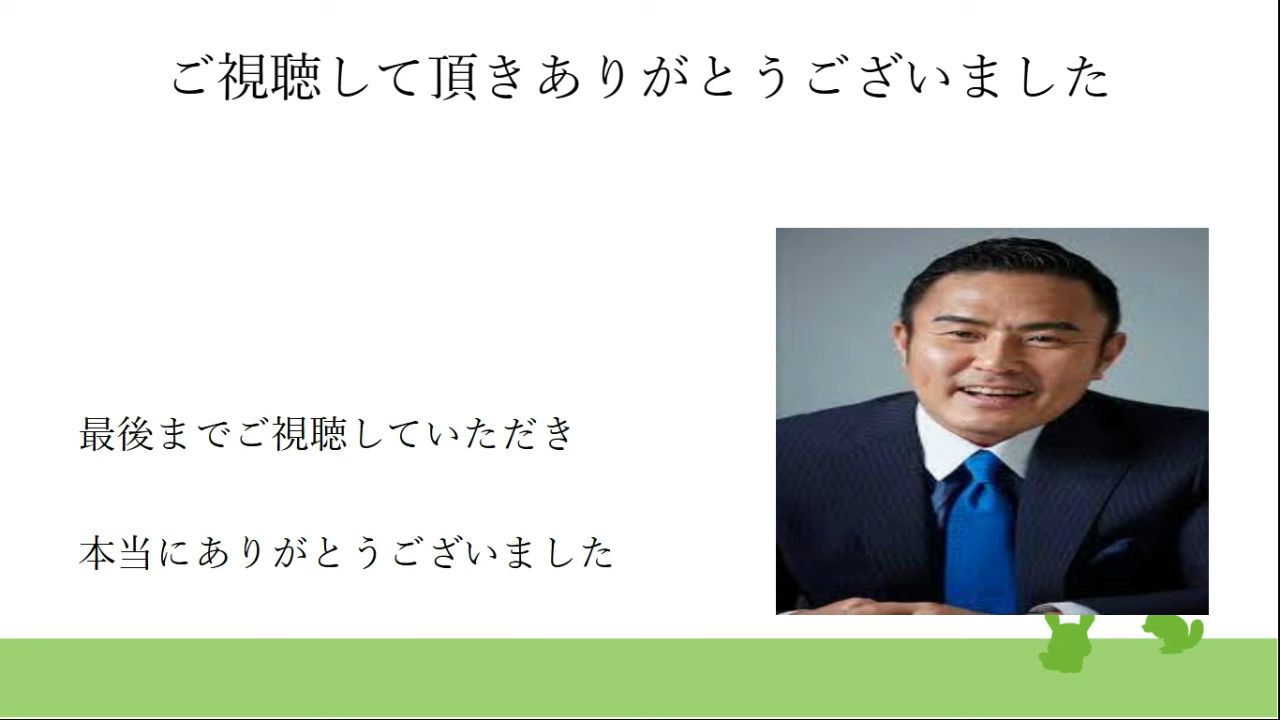 ご視聴して頂きありがとうございました
最後までご視聴していただき
本当にありがとうございました